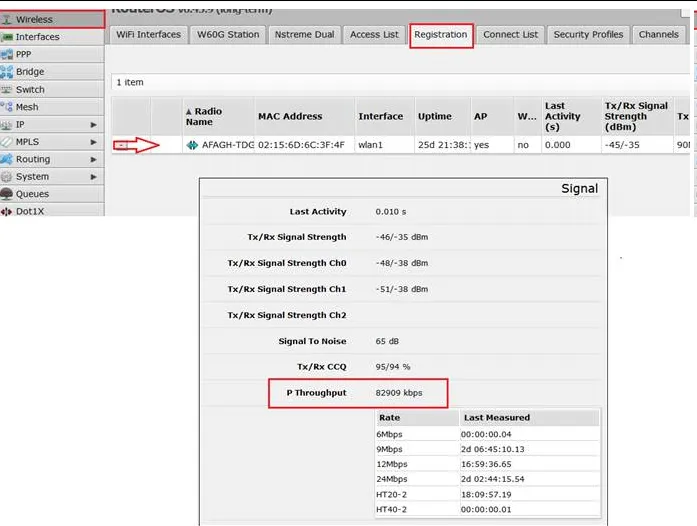 RouterOS v6.45.9 (long-term)
Wireless
Interfaces
PPP
Bridge
Switch
Mesh
IP
MPLS
Routing
System
Queues
Dot1X
WiFi Interfaces W60G Station Nstreme Dual Access List Registration Connect List Security Profiles Channels
1 item
Radio Name MAC Address Interface Uptime AP W... Last Activity (s) Tx/Rx Signal Strength (dBm) Tx
AFAGH-TDG 02:15:6D:6C:3F:4F wlan1 25d 21:38: yes no 0.000 -45/-35
Signal
Last Activity 0.010 s
Tx/Rx Signal Strength -46/-35 dBm
Tx/Rx Signal Strength Ch0 -48/-38 dBm
Tx/Rx Signal Strength Ch1 -51/-38 dBm
Tx/Rx Signal Strength Ch2
Signal To Noise 65 dB
Tx/Rx CCQ 95/94 %
P Throughput 82909 kbps
Rate Last Measured
6Mbps 00:00:00.04
9Mbps 2d 06:45:10.13
12Mbps 16:59:36.65
24Mbps 2d 02:44:15.54
HT20-2 18:09:57.19
HT40-2 00:00:00.01